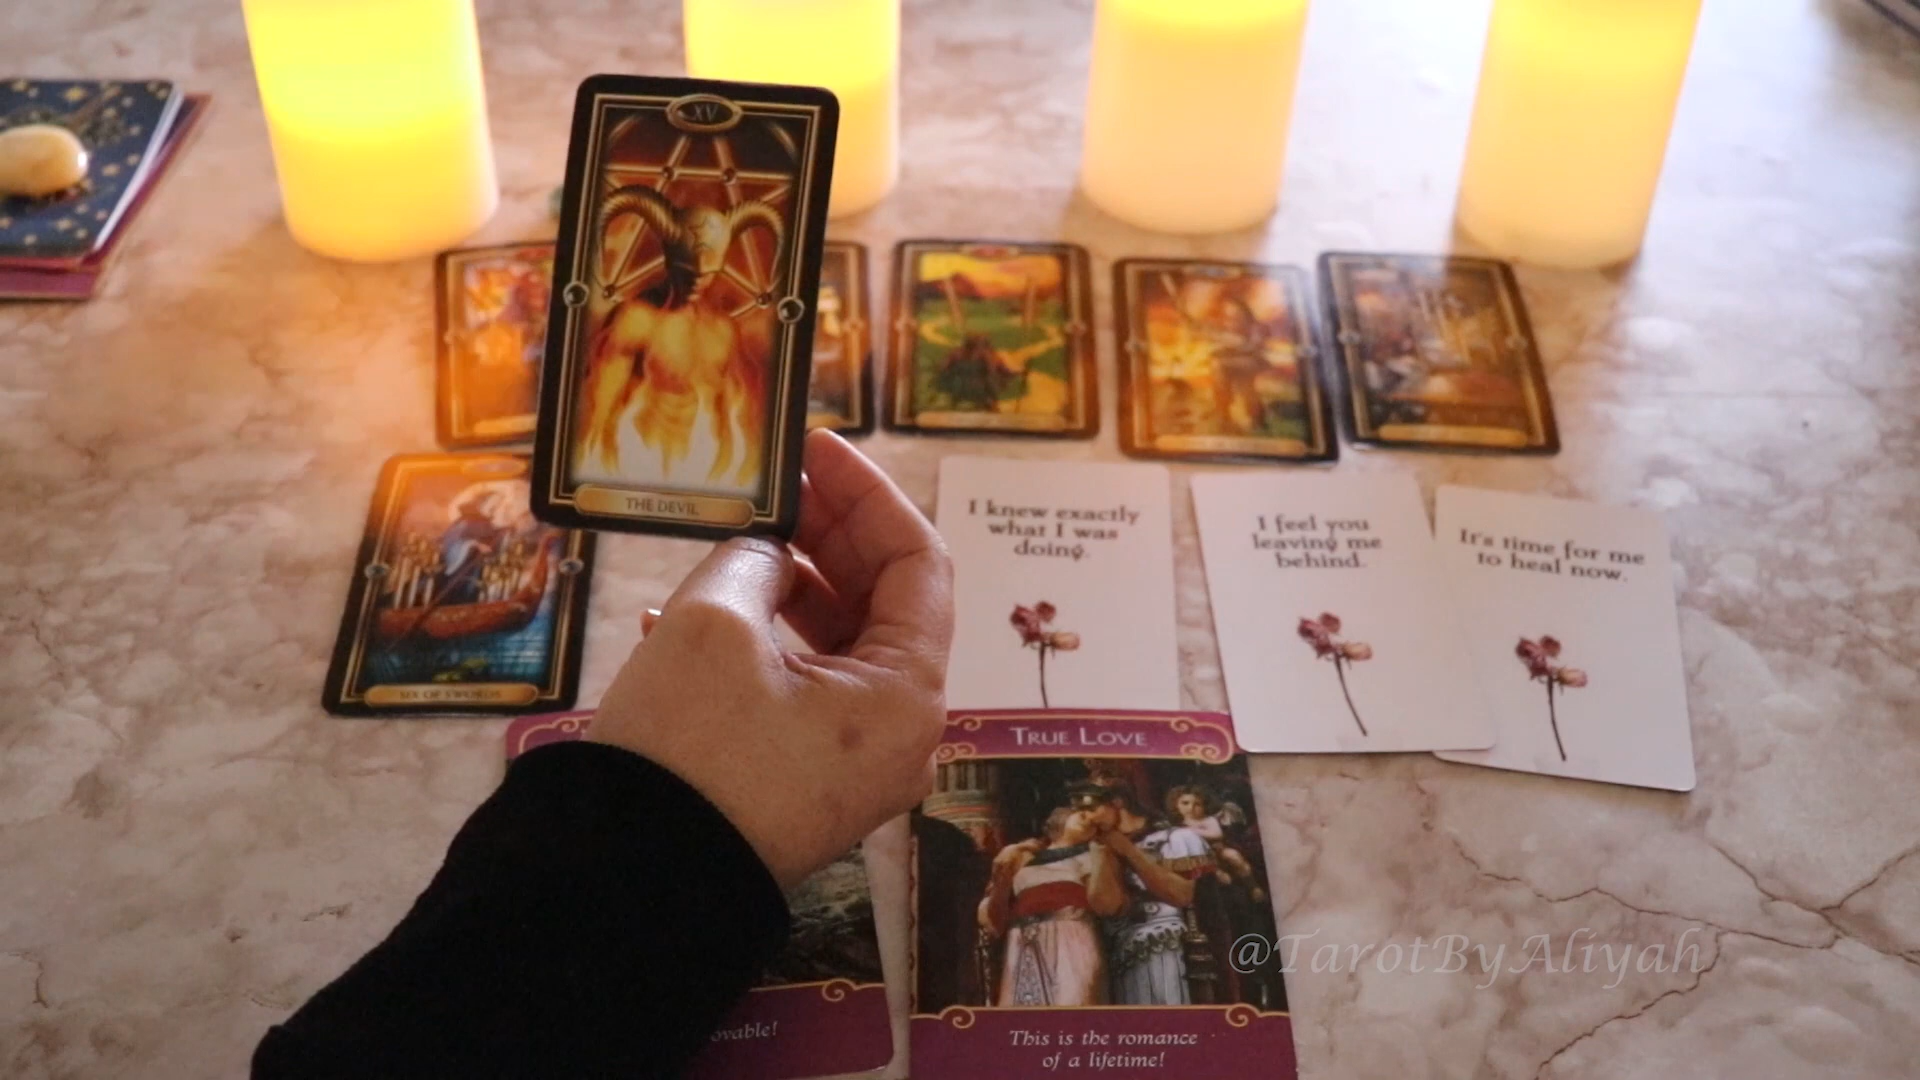 XV
THE DEVIL
SIX OF SWORDS
I knew exactly
what I was
doing.
I feel you
leaving me
behind.
It's time for me
to heal now.
TRUE LOVE
This is the romance
of a lifetime!
ovable!
@TarotByAliyah